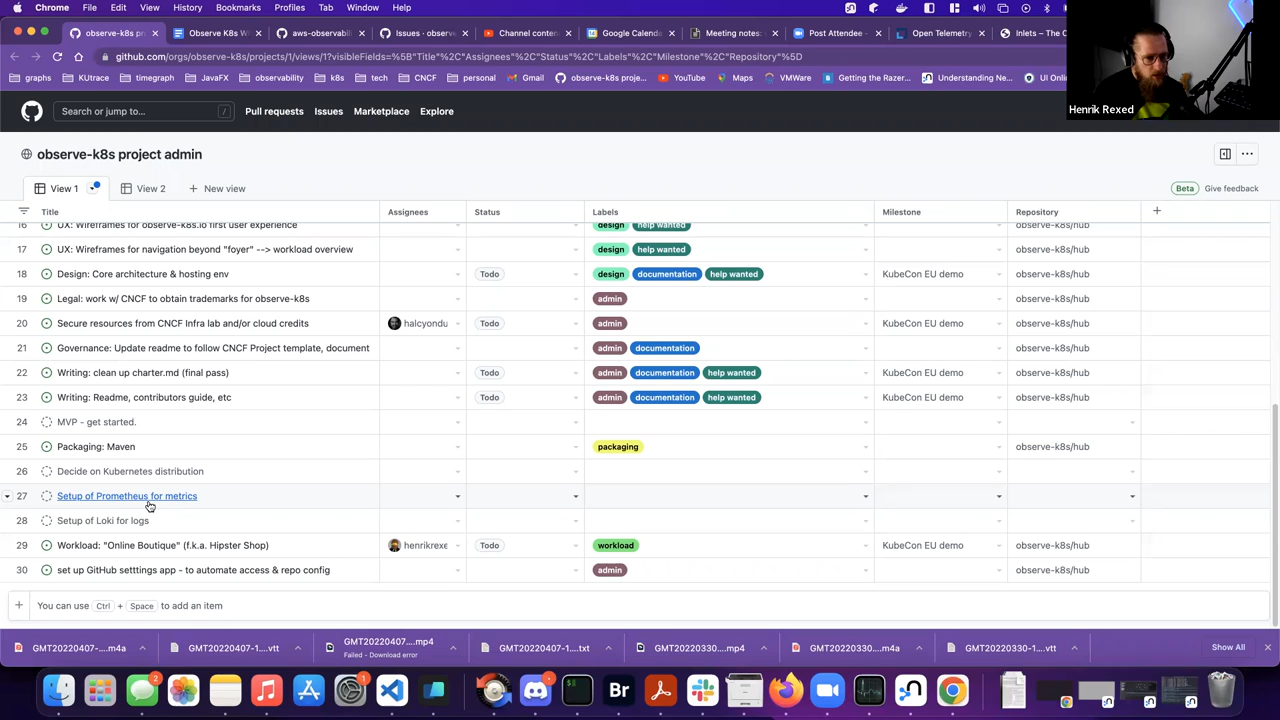 Chrome File Edit View History Bookmarks Profiles Tab Window Help
observe-k8s pr
Observe K8s Wi
aws-observabili
Issues - observe
Channel conten
Google Calenda
Meeting notes:
Post Attendee -
Open Telemetry
Inlets – The Clo
github.com/orgs/observe-k8s/projects/1/views/1?visibleFields=%5B"Title"%2C"Assignees"%2C"Status"%2C"Labels"%2C"Milestone"%2C"Repository"%5D
graphs KUtrace timegraph JavaFX observability k8s tech CNCF personal Gmail observe-k8s proje... YouTube Maps VMWare Getting the Razer... Understanding Ne... UI Onlin
Henrik Rexed
Search or jump to... / Pull requests Issues Marketplace Explore
observe-k8s project admin
View 1 View 2 + New view Beta Give feedback
Title Assignees Status Labels Milestone Repository +
16 UX: Wireframes for observe-k8s.io first user experience design help wanted observe-k8s/hub
17 UX: Wireframes for navigation beyond "foyer" --> workload overview design help wanted observe-k8s/hub
18 Design: Core architecture & hosting env Todo design documentation help wanted KubeCon EU demo observe-k8s/hub
19 Legal: work w/ CNCF to obtain trademarks for observe-k8s admin observe-k8s/hub
20 Secure resources from CNCF Infra lab and/or cloud credits halcyondu Todo admin KubeCon EU demo observe-k8s/hub
21 Governance: Update readme to follow CNCF Project template, document admin documentation observe-k8s/hub
22 Writing: clean up charter.md (final pass) Todo admin documentation help wanted KubeCon EU demo observe-k8s/hub
23 Writing: Readme, contributors guide, etc Todo admin documentation help wanted KubeCon EU demo observe-k8s/hub
24 MVP - get started.
25 Packaging: Maven packaging observe-k8s/hub
26 Decide on Kubernetes distribution
27 Setup of Prometheus for metrics
28 Setup of Loki for logs
29 Workload: "Online Boutique" (f.k.a. Hipster Shop) henrikrexe Todo workload KubeCon EU demo observe-k8s/hub
30 set up GitHub setttings app - to automate access & repo config admin observe-k8s/hub
+ You can use Ctrl + Space to add an item
GMT20220407-....m4a
GMT20220407-1....vtt
GMT20220407....mp4
Failed - Download error
GMT20220407-1....txt
GMT20220330....mp4
GMT20220330-....m4a
GMT20220330-1....vtt
Show All
2
1
1
Br